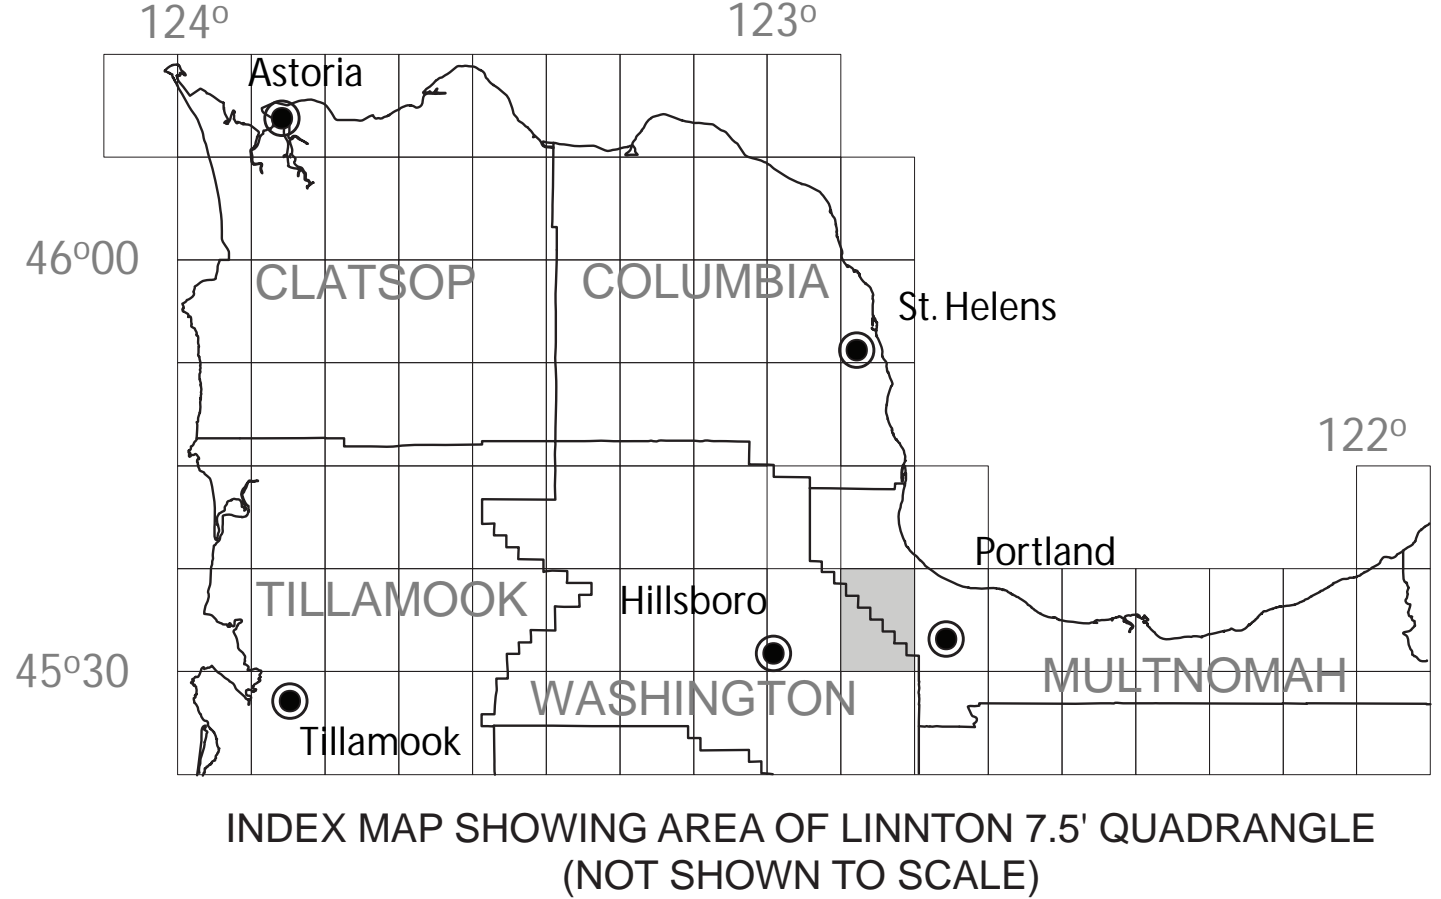 124º
123º
Astoria
46º00
CLATSOP
COLUMBIA
St. Helens
122º
Portland
TILLAMOOK
Hillsboro
45º30
WASHINGTON
MULTNOMAH
Tillamook
INDEX MAP SHOWING AREA OF LINNTON 7.5' QUADRANGLE
(NOT SHOWN TO SCALE)